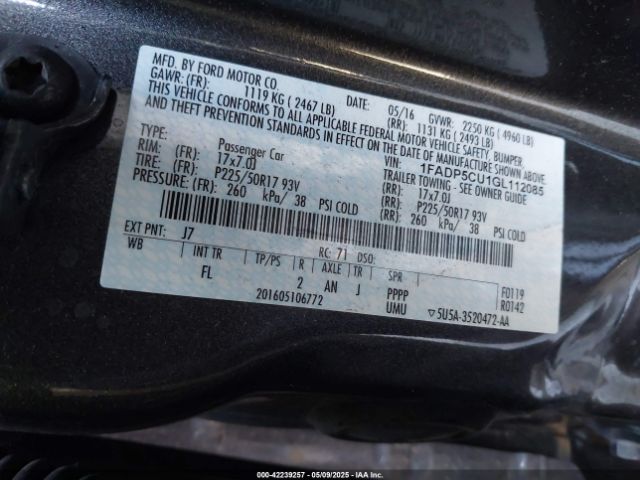 MFD. BY FORD MOTOR CO.
DATE: 05/16 GVWR: 2250 KG ( 4960 LB)
GAWR: (FR): 1119 KG ( 2467 LB) (RR): 1131 KG ( 2493 LB)
THIS VEHICLE CONFORMS TO ALL APPLICABLE FEDERAL MOTOR VEHICLE SAFETY, BUMPER,
AND THEFT PREVENTION STANDARDS IN EFFECT ON THE DATE OF MANUFACTURE SHOWN ABOVE.
VIN: 1FADP5CU1GL112085
TYPE: Passenger Car TRAILER TOWING - SEE OWNER GUIDE
RIM: 17x7.0J (RR): 17x7.0J
TIRE: (FR): P225/50R17 93V (RR): P225/50R17 93V
PRESSURE: (FR): 260 kPa/ 38 PSI COLD (RR): 260 kPa/ 38 PSI COLD
EXT PNT: J7 RC: 71 DSO:
WB INT TR TP/PS R AXLE TR SPR F0119
FL 2 AN J PPPP R0142
201605106772 UMU ▽5U5A-3520472-AA
000-42239257 - 05/09/2025 - IAA, Inc.